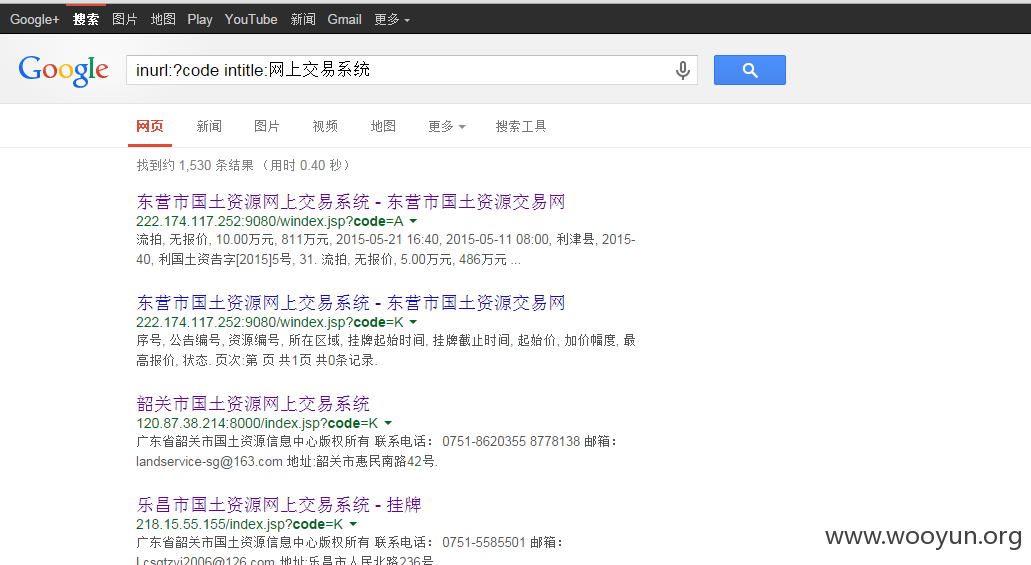 Google+ 搜索 图片 地图 Play YouTube 新闻 Gmail 更多
Google inurl:?code intitle:网上交易系统
网页 新闻 图片 视频 地图 更多 搜索工具
找到约 1,530 条结果 （用时 0.40 秒）
东营市国土资源网上交易系统 - 东营市国土资源交易网
222.174.117.252:9080/windex.jsp?code=A
流拍, 无报价, 10.00万元, 811万元, 2015-05-21 16:40, 2015-05-11 08:00, 利津县, 2015-
40, 利国土资告字[2015]5号, 31. 流拍, 无报价, 5.00万元, 486万元 ...
东营市国土资源网上交易系统 - 东营市国土资源交易网
222.174.117.252:9080/windex.jsp?code=K
序号, 公告编号, 资源编号, 所在区域, 挂牌起始时间, 挂牌截止时间, 起始价, 加价幅度, 最
高报价, 状态. 页次:第 页 共1页 共0条记录.
韶关市国土资源网上交易系统
120.87.38.214:8000/index.jsp?code=K
广东省韶关市国土资源信息中心版权所有 联系电话： 0751-8620355 8778138 邮箱：
landservice-sg@163.com 地址:韶关市惠民南路42号.
乐昌市国土资源网上交易系统 - 挂牌
218.15.55.155/index.jsp?code=K
广东省韶关市国土资源信息中心版权所有 联系电话： 0751-5585501 邮箱：
Lcsgtzyj2006@126.com 地址:乐昌市人民北路236号
www.wooyun.org